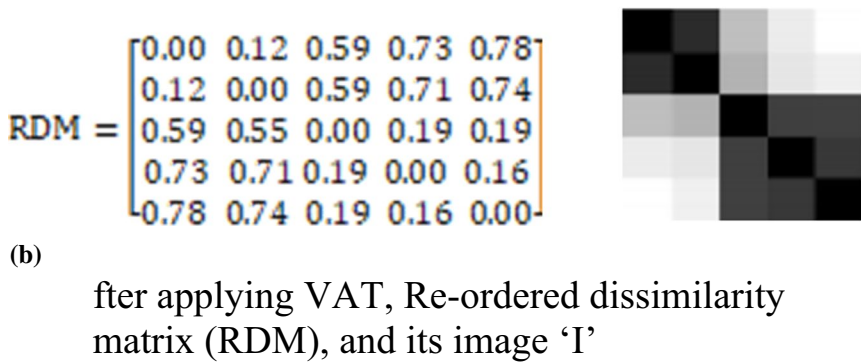 0.00 0.12 0.59 0.73 0.78
0.12 0.00 0.59 0.71 0.74
RDM = 0.59 0.55 0.00 0.19 0.19
0.73 0.71 0.19 0.00 0.16
0.78 0.74 0.19 0.16 0.00
(b)
fter applying VAT, Re-ordered dissimilarity
matrix (RDM), and its image ‘I’